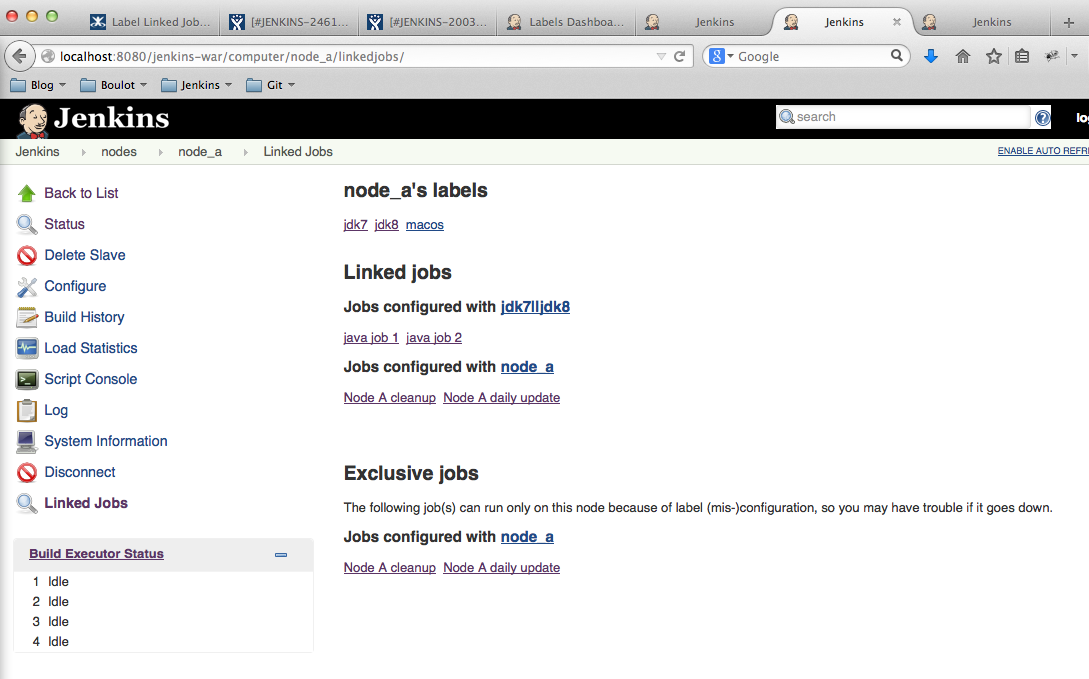 Label Linked Job... [#JENKINS-2461... [#JENKINS-2003... Labels Dashboa... Jenkins Jenkins Jenkins
localhost:8080/jenkins-war/computer/node_a/linkedjobs/ Google
Blog Boulot Jenkins Git
Jenkins search ? lo
Jenkins nodes node_a Linked Jobs ENABLE AUTO REFR
Back to List
Status
Delete Slave
Configure
Build History
Load Statistics
Script Console
Log
System Information
Disconnect
Linked Jobs
Build Executor Status
1 Idle
2 Idle
3 Idle
4 Idle
node_a's labels
jdk7 jdk8 macos
Linked jobs
Jobs configured with jdk7||jdk8
java job 1 java job 2
Jobs configured with node_a
Node A cleanup Node A daily update
Exclusive jobs
The following job(s) can run only on this node because of label (mis-)configuration, so you may have trouble if it goes down.
Jobs configured with node_a
Node A cleanup Node A daily update